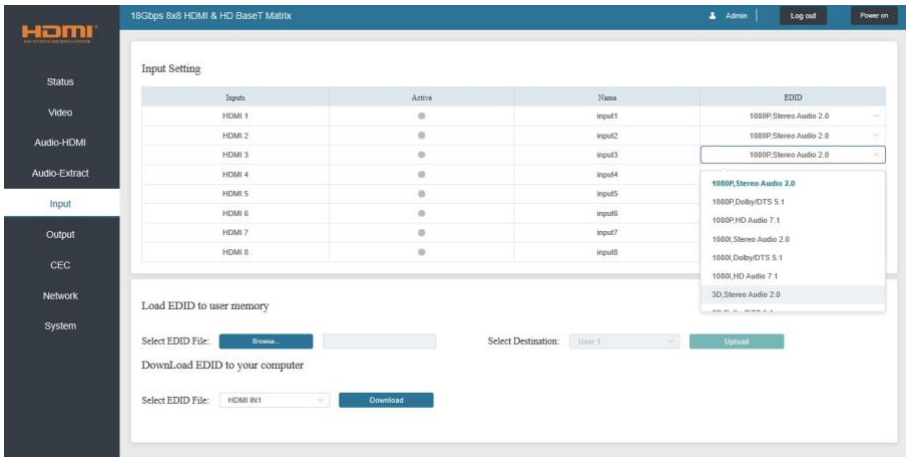 HDMI
18Gbps 8x8 HDMI & HD BaseT Matrix
Admin
Log out
Power on
Status
Video
Audio-HDMI
Audio-Extract
Input
Output
CEC
Network
System
Input Setting
Inputs Active Name EDID
HDMI 1 input1 1080P,Stereo Audio 2.0
HDMI 2 input2 1080P,Stereo Audio 2.0
HDMI 3 input3 1080P,Stereo Audio 2.0
HDMI 4 input4
HDMI 5 input5
HDMI 6 input6
HDMI 7 input7
HDMI 8 input8
1080P,Stereo Audio 2.0
1080P,Dolby/DTS 5.1
1080P,HD Audio 7.1
1080I,Stereo Audio 2.0
1080I,Dolby/DTS 5.1
1080I,HD Audio 7.1
3D,Stereo Audio 2.0
Load EDID to user memory
Select EDID File: Browse... Select Destination: User 1 Upload
DownLoad EDID to your computer
Select EDID File: HDMI IN1 Download